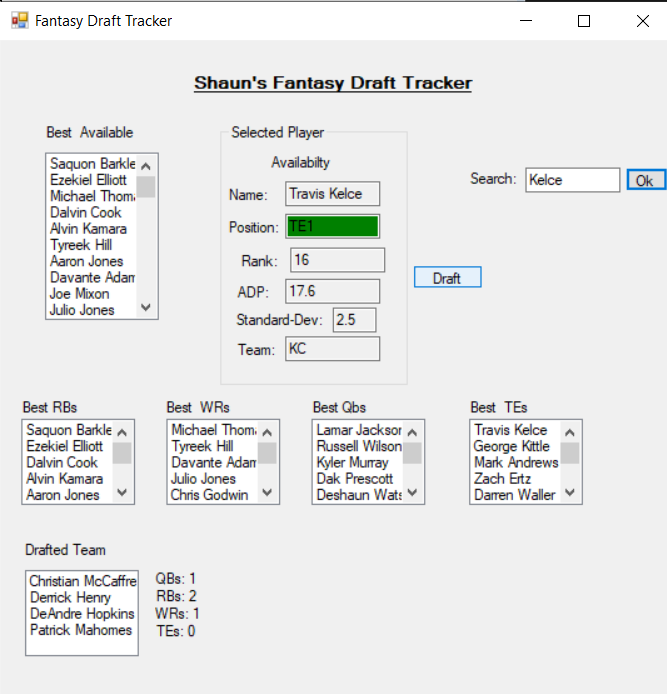 Fantasy Draft Tracker
Shaun's Fantasy Draft Tracker
Best Available
Saquon Barkle
Ezekiel Elliott
Michael Thoma
Dalvin Cook
Alvin Kamara
Tyreek Hill
Aaron Jones
Davante Adam
Joe Mixon
Julio Jones
Selected Player
Availabilty
Name: Travis Kelce
Position: TE1
Rank: 16
ADP: 17.6
Standard-Dev: 2.5
Team: KC
Search: Kelce Ok
Draft
Best RBs
Saquon Barkle
Ezekiel Elliott
Dalvin Cook
Alvin Kamara
Aaron Jones
Best WRs
Michael Thoma
Tyreek Hill
Davante Adam
Julio Jones
Chris Godwin
Best Qbs
Lamar Jackson
Russell Wilson
Kyler Murray
Dak Prescott
Deshaun Wats
Best TEs
Travis Kelce
George Kittle
Mark Andrews
Zach Ertz
Darren Waller
Drafted Team
Christian McCaffre
Derrick Henry
DeAndre Hopkins
Patrick Mahomes
QBs: 1
RBs: 2
WRs: 1
TEs: 0